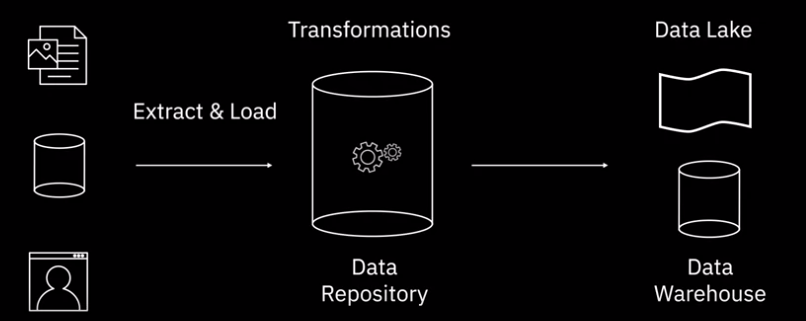 Transformations
Data Lake
Extract & Load
Data
Repository
Data
Warehouse